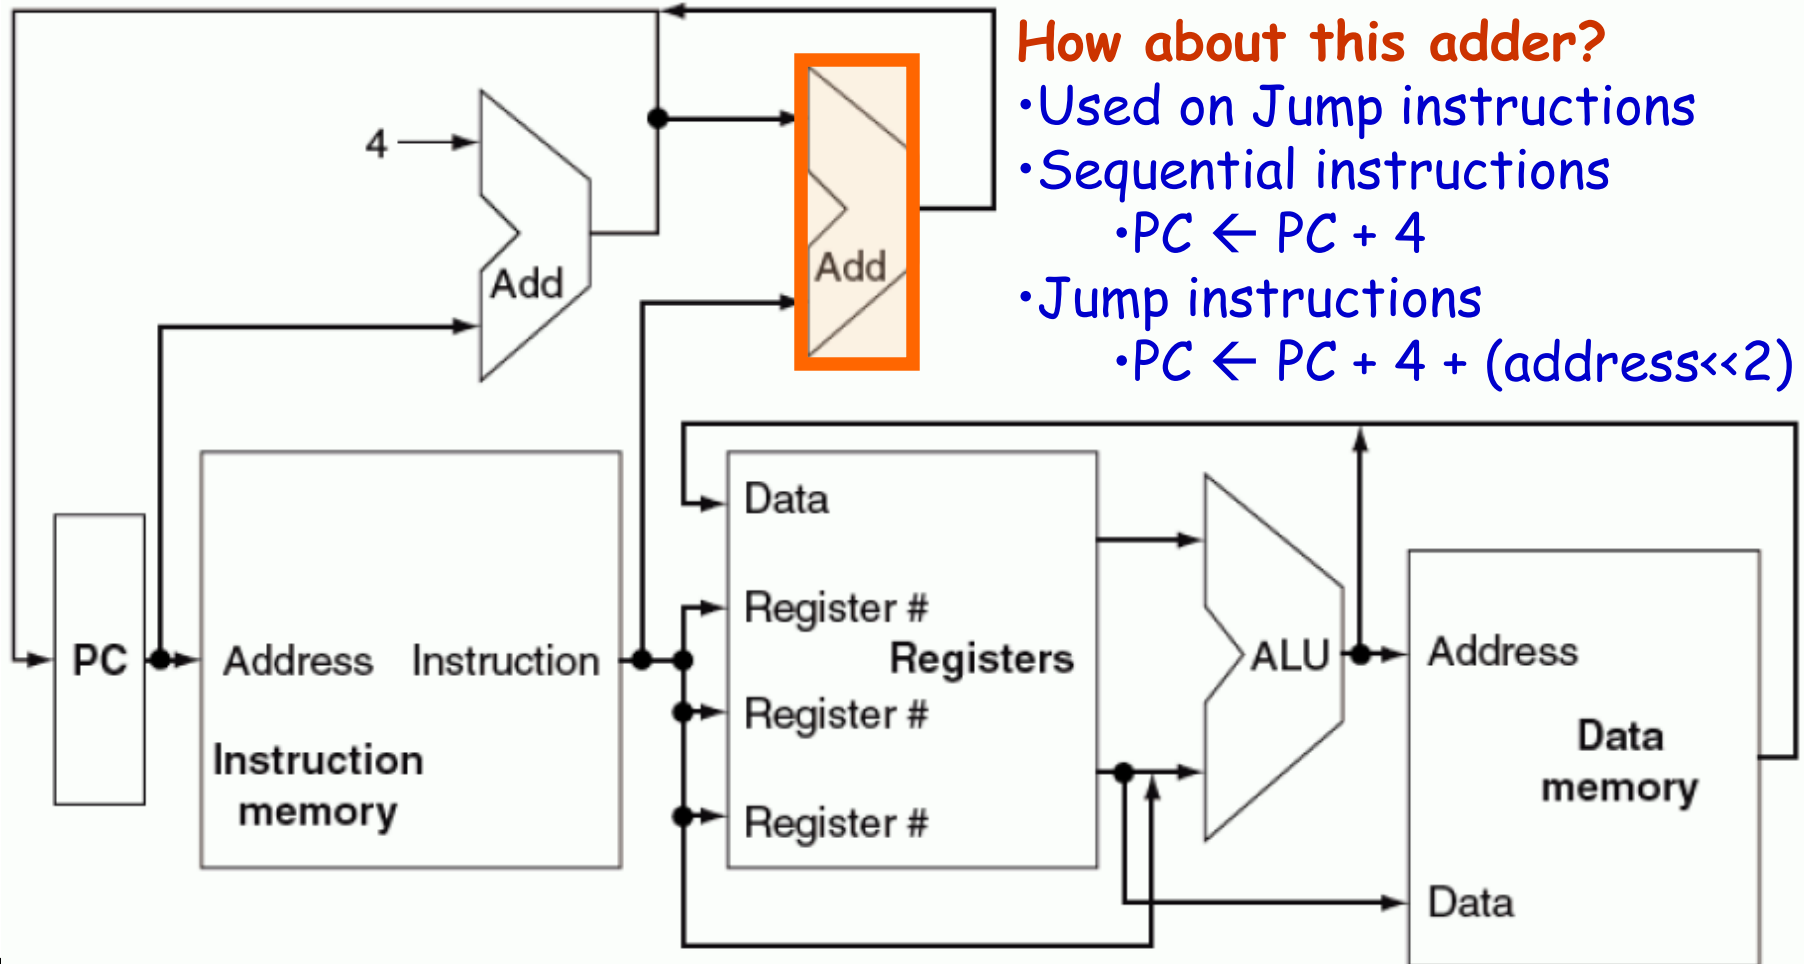 How about this adder?
•Used on Jump instructions
•Sequential instructions
•PC ← PC + 4
•Jump instructions
•PC ← PC + 4 + (address<<2)
4
Add
Add
Data
Register #
PC
Address
Instruction
Registers
ALU
Address
Register #
Instruction
memory
Data
memory
Register #
Data